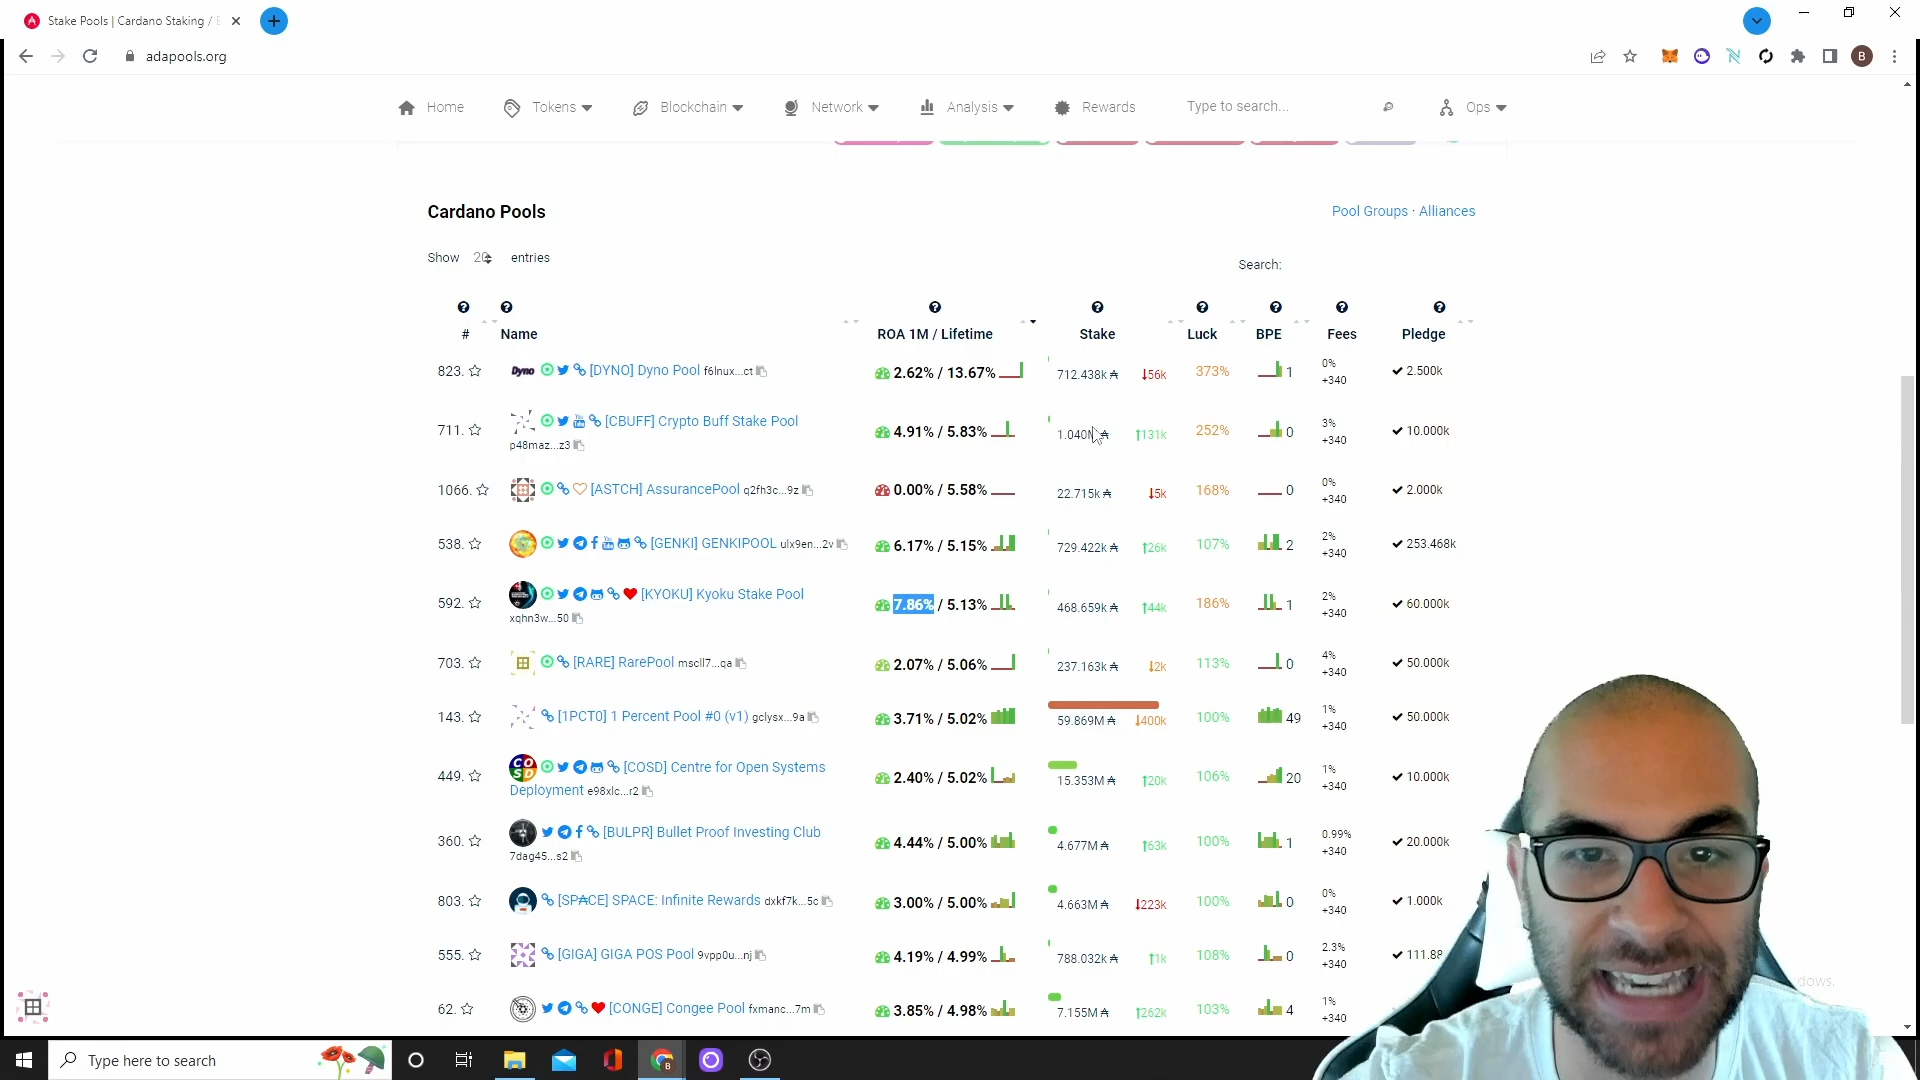 Stake Pools | Cardano Staking /
adapools.org
B
Home Tokens Blockchain Network Analysis Rewards Type to search... Ops
Cardano Pools
Pool Groups · Alliances
Show 20 entries
Search:
# Name ROA 1M / Lifetime Stake Luck BPE Fees Pledge
823. Dyno [DYNO] Dyno Pool f6lnux...ct 2.62% / 13.67% 712.438k ₳ ↓56k 373% 1 0% +340 2.500k
711. [CBUFF] Crypto Buff Stake Pool p48maz...z3 4.91% / 5.83% 1.040M ₳ ↑131k 252% 0 3% +340 10.000k
1066. [ASTCH] AssurancePool q2fh3c...9z 0.00% / 5.58% 22.715k ₳ ↓5k 168% 0 0% +340 2.000k
538. [GENKI] GENKIPOOL ulx9en...2v 6.17% / 5.15% 729.422k ₳ ↑26k 107% 2 2% +340 253.468k
592. [KYOKU] Kyoku Stake Pool xqhn3w...50 7.86% / 5.13% 468.659k ₳ ↑44k 186% 1 2% +340 60.000k
703. [RARE] RarePool mscll7...qa 2.07% / 5.06% 237.163k ₳ ↓2k 113% 0 4% +340 50.000k
143. [1PCT0] 1 Percent Pool #0 (v1) gclysx...9a 3.71% / 5.02% 59.869M ₳ ↓400k 100% 49 1% +340 50.000k
449. COSD [COSD] Centre for Open Systems Deployment e98xlc...r2 2.40% / 5.02% 15.353M ₳ ↑20k 106% 20 1% +340 10.000k
360. [BULPR] Bullet Proof Investing Club 7dag45...s2 4.44% / 5.00% 4.677M ₳ ↑63k 100% 1 0.99% +340 20.000k
803. [SP₳CE] SPACE: Infinite Rewards dxkf7k...5c 3.00% / 5.00% 4.663M ₳ ↓223k 100% 0 0% +340 1.000k
555. [GIGA] GIGA POS Pool 9vpp0u...nj 4.19% / 4.99% 788.032k ₳ ↑1k 108% 0 2.3% +340 111.88
62. [CONGE] Congee Pool fxmanc...7m 3.85% / 4.98% 7.155M ₳ ↑262k 103% 4 1% +340
dows.
Type here to search